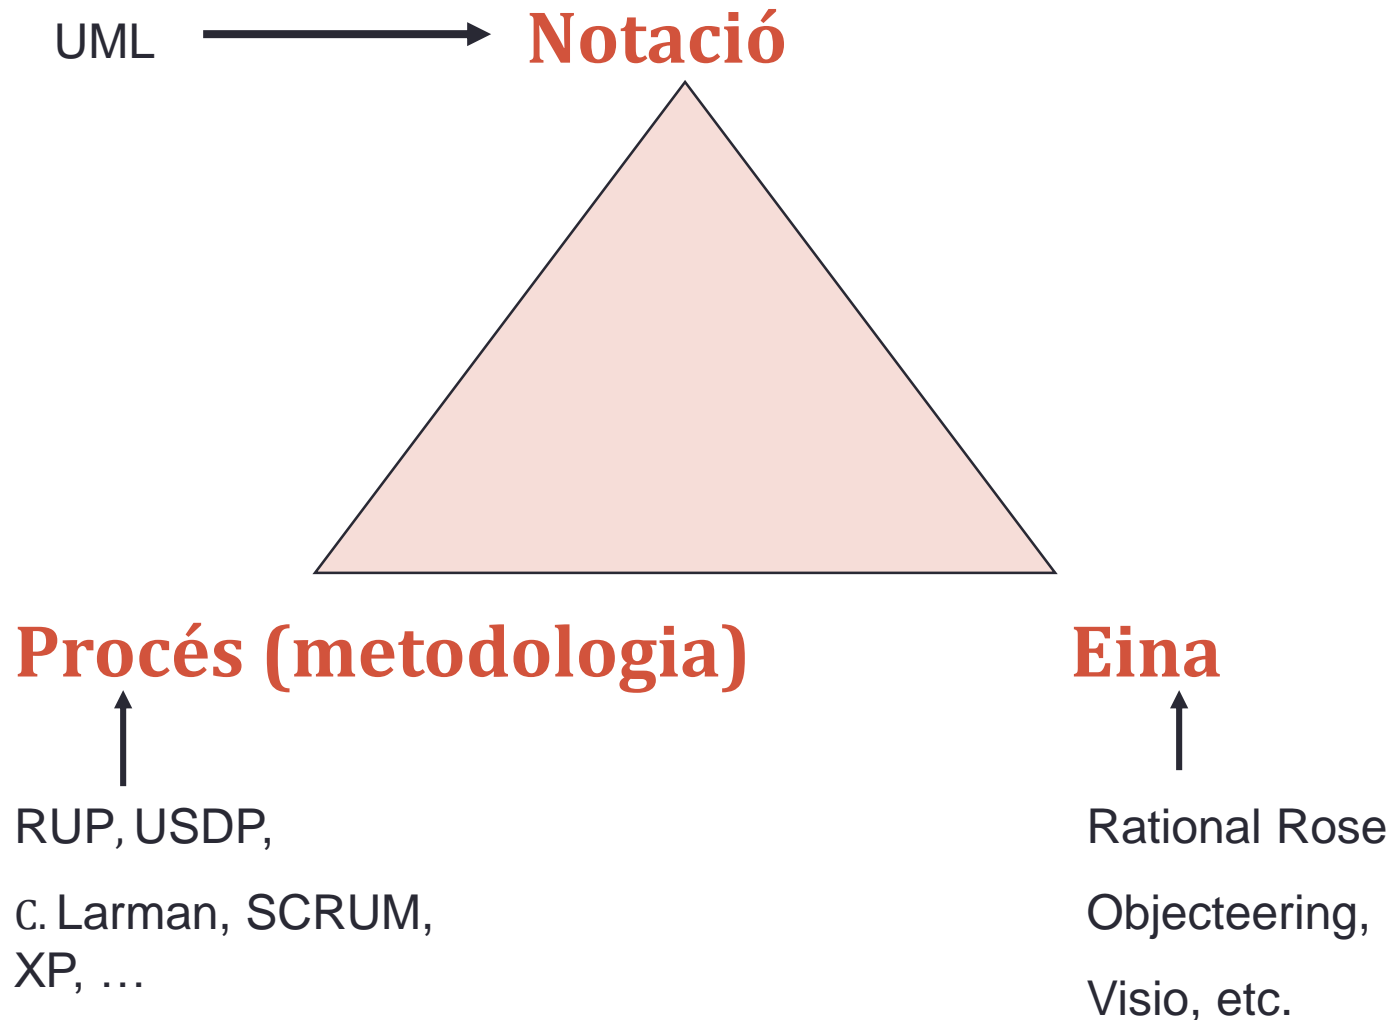 UML
Notació
Procés (metodologia)
Eina
RUP, USDP,
C. Larman, SCRUM,
XP, …
Rational Rose
Objecteering,
Visio, etc.